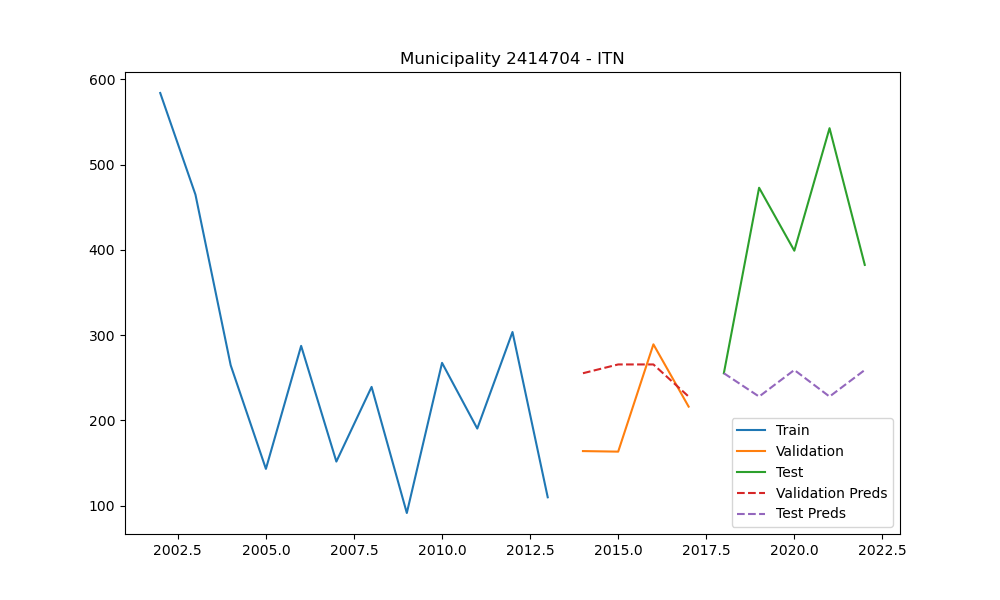 Municipality 2414704 - ITN
600
500
400
300
200
100
2002.5 2005.0 2007.5 2010.0 2012.5 2015.0 2017.5 2020.0 2022.5
Train
Validation
Test
Validation Preds
Test Preds